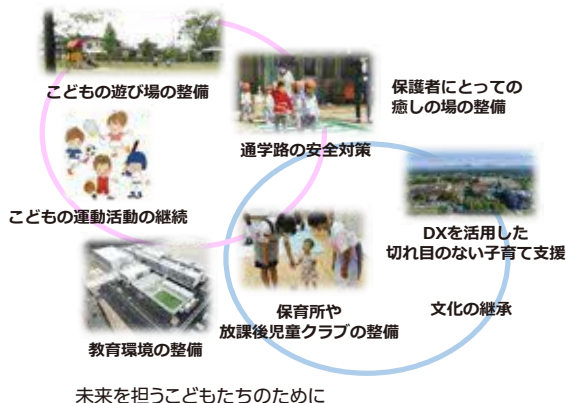 こどもの遊び場の整備
保護者にとっての
癒しの場の整備
通学路の安全対策
こどもの運動活動の継続
DXを活用した
切れ目のない子育て支援
保育所や
放課後児童クラブの整備
文化の継承
教育環境の整備
未来を担うこどもたちのために